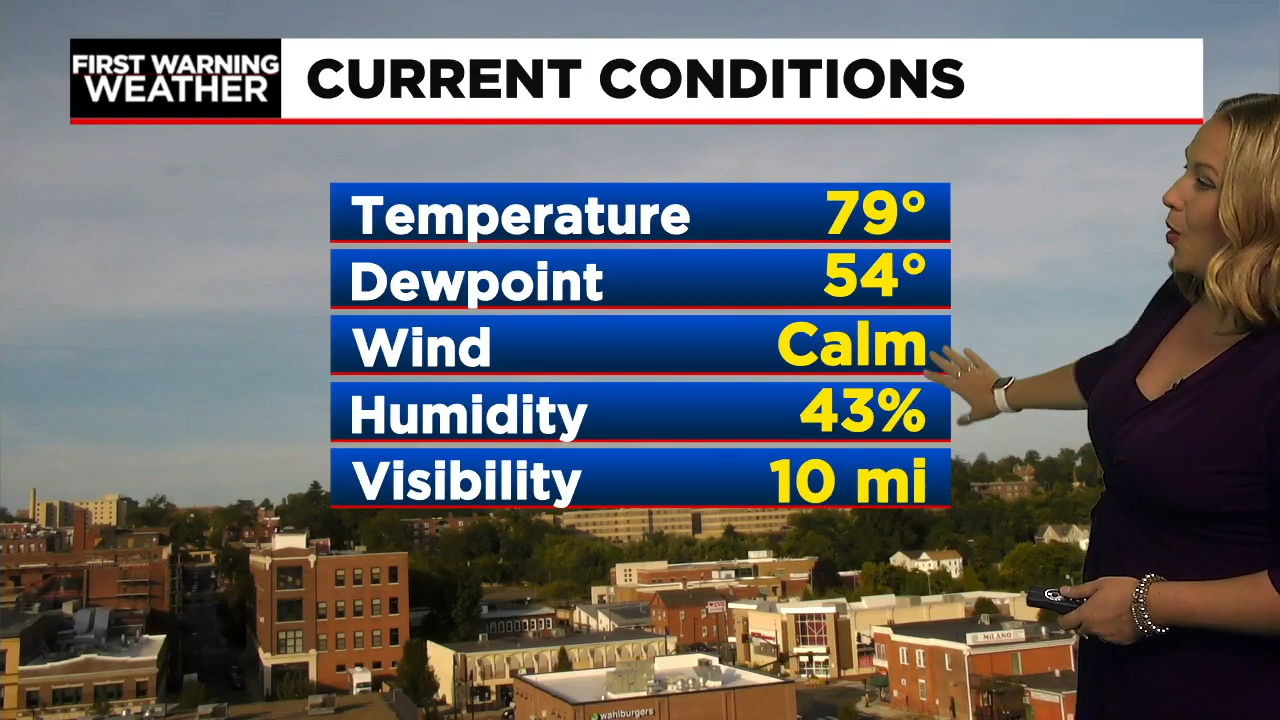 FIRST WARNING
WEATHER
CURRENT CONDITIONS
Temperature 79°
Dewpoint 54°
Wind Calm
Humidity 43%
Visibility 10 mi
MILANO
wahlburgers